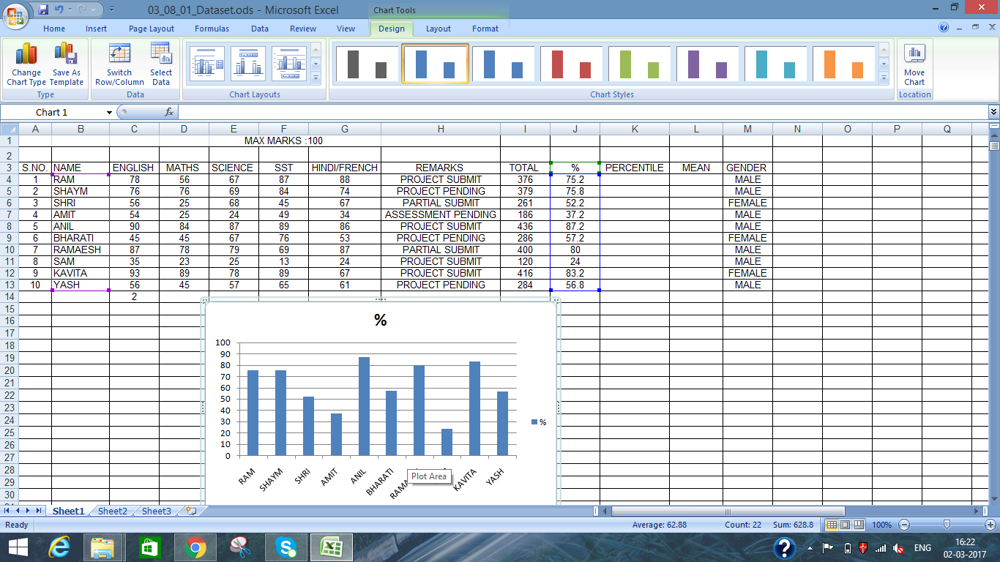 03_08_01_Dataset.ods - Microsoft Excel Chart Tools
Home Insert Page Layout Formulas Data Review View Design Layout Format
Change Chart Type Save As Template Switch Row/Column Select Data Move Chart
Type Data Chart Layouts Chart Styles Location
Chart 1 fx
A B C D E F G H I J K L M N O P Q
1 MAX MARKS :100
2
3 S.NO. NAME ENGLISH MATHS SCIENCE SST HINDI/FRENCH REMARKS TOTAL % PERCENTILE MEAN GENDER
4 1 RAM 78 56 67 87 88 PROJECT SUBMIT 376 75.2 MALE
5 2 SHAYM 76 76 69 84 74 PROJECT PENDING 379 75.8 MALE
6 3 SHRI 56 25 68 45 67 PARTIAL SUBMIT 261 52.2 FEMALE
7 4 AMIT 54 25 24 49 34 ASSESSMENT PENDING 186 37.2 MALE
8 5 ANIL 90 84 87 89 86 PROJECT SUBMIT 436 87.2 MALE
9 6 BHARATI 45 45 67 76 53 PROJECT PENDING 286 57.2 FEMALE
10 7 RAMAESH 87 78 79 69 87 PARTIAL SUBMIT 400 80 MALE
11 8 SAM 35 23 25 13 24 PROJECT SUBMIT 120 24 MALE
12 9 KAVITA 93 89 78 89 67 PROJECT SUBMIT 416 83.2 FEMALE
13 10 YASH 56 45 57 65 61 PROJECT PENDING 284 56.8 MALE
14 2
15
16
17
18
19
20
21
22
23
24
25
26
27
28
29
30
%
100
90
80
70
60
50
40
30
20
10
0
%
RAM SHAYM SHRI AMIT ANIL BHARATI KAVITA YASH
Plot Area
Sheet1 Sheet2 Sheet3
Ready Average: 62.88 Count: 22 Sum: 628.8 100%
ENG 16:22
02-03-2017